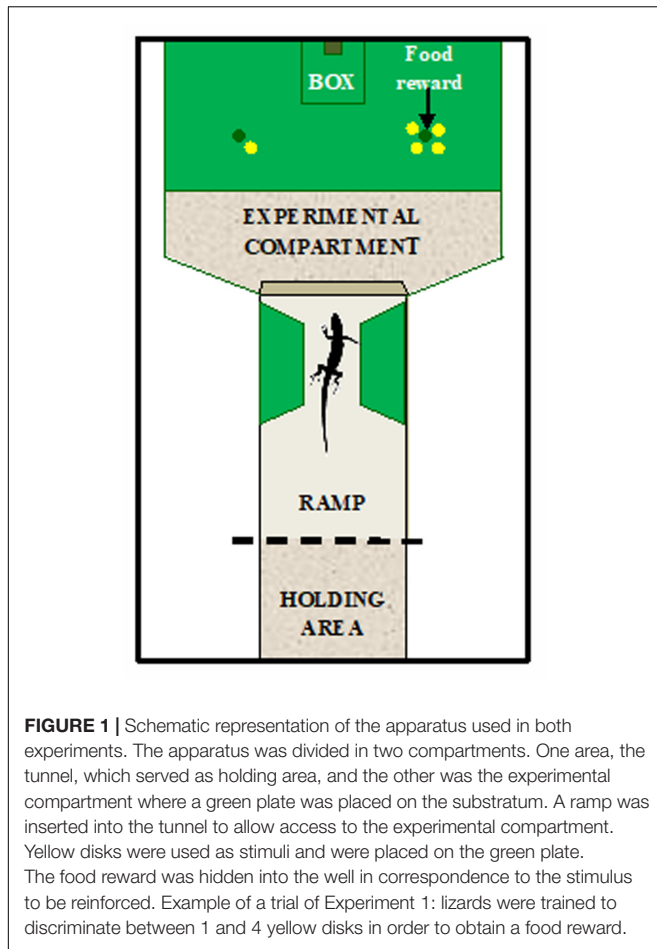 Food
reward
BOX
EXPERIMENTAL
COMPARTMENT
RAMP
HOLDING
AREA
FIGURE 1 | Schematic representation of the apparatus used in both
experiments. The apparatus was divided in two compartments. One area, the
tunnel, which served as holding area, and the other was the experimental
compartment where a green plate was placed on the substratum. A ramp was
inserted into the tunnel to allow access to the experimental compartment.
Yellow disks were used as stimuli and were placed on the green plate.
The food reward was hidden into the well in correspondence to the stimulus
to be reinforced. Example of a trial of Experiment 1: lizards were trained to
discriminate between 1 and 4 yellow disks in order to obtain a food reward.